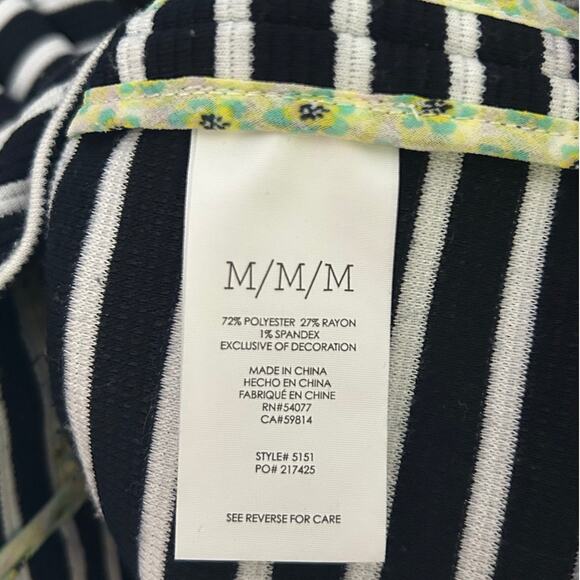 M/M/M
72% POLYESTER 27% RAYON
1% SPANDEX
EXCLUSIVE OF DECORATION
MADE IN CHINA
HECHO EN CHINA
FABRIQUÉ EN CHINE
RN#54077
CA#59814
STYLE# 5151
PO# 217425
SEE REVERSE FOR CARE